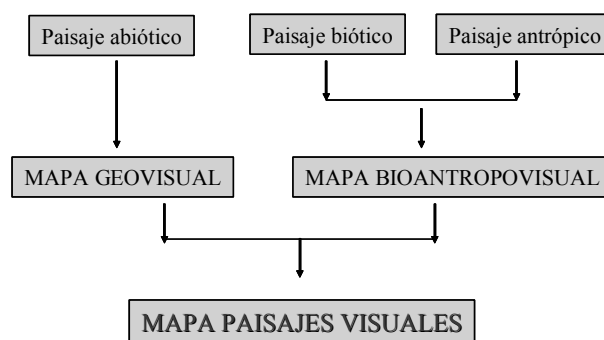 Paisaje abiótico
Paisaje biótico
Paisaje antrópico
MAPA GEOVISUAL
MAPA BIOANTROPOVISUAL
MAPA PAISAJES VISUALES